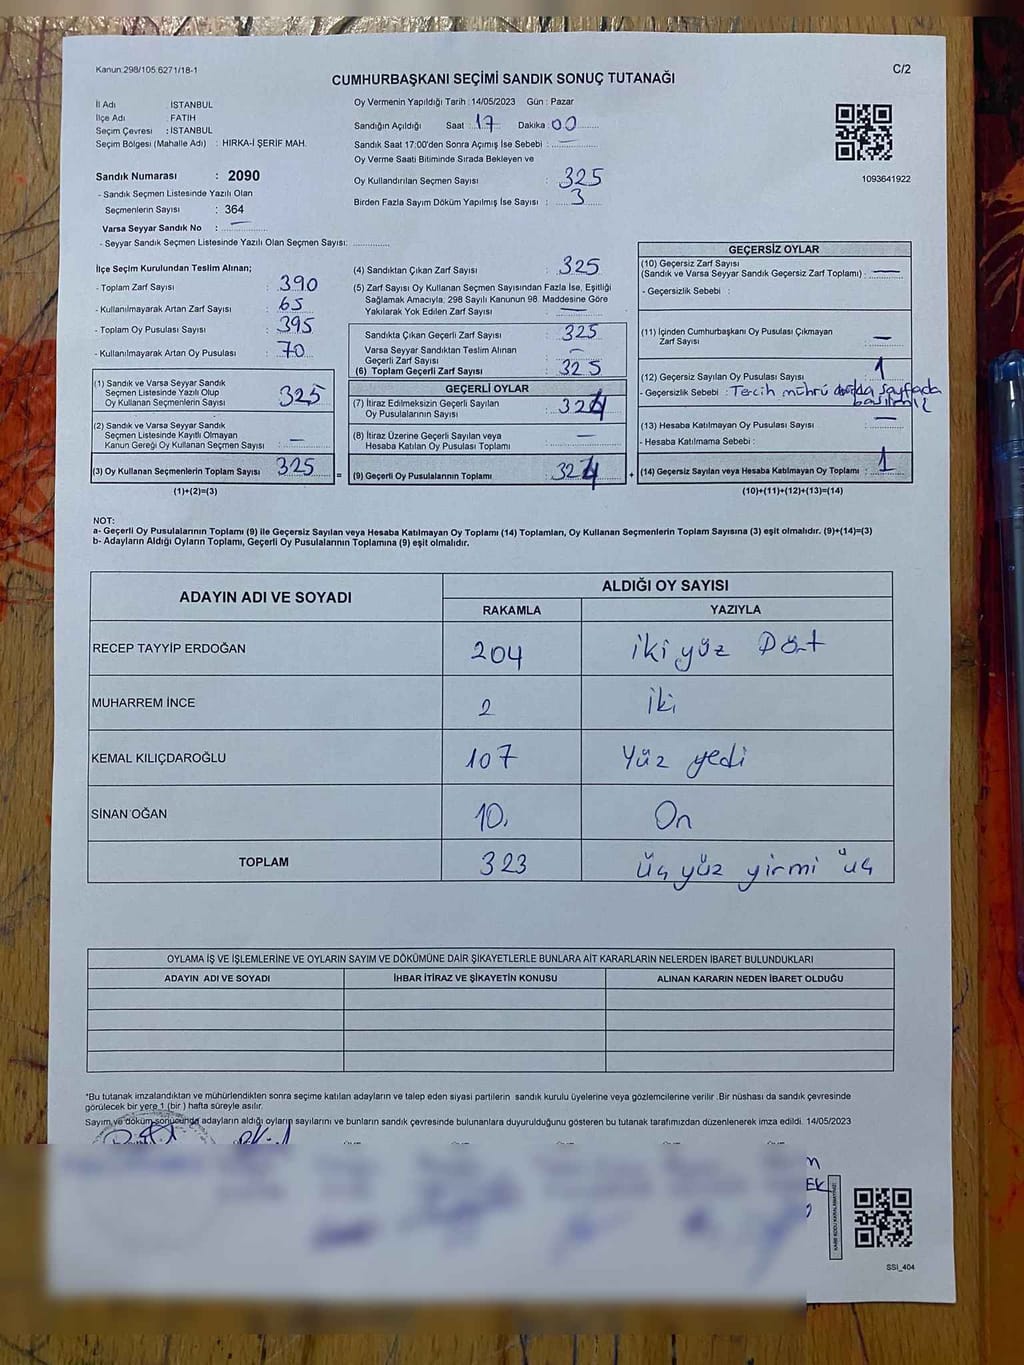 Kanun:298/105.6271/18-1
C/2
CUMHURBAŞKANI SEÇİMİ SANDIK SONUÇ TUTANAĞI
İl Adı : İSTANBUL
İlçe Adı : FATİH
Seçim Çevresi : İSTANBUL
Seçim Bölgesi (Mahalle Adı) : HIRKA-İ ŞERİF MAH.
Sandık Numarası : 2090
- Sandık Seçmen Listesinde Yazılı Olan
Seçmenlerin Sayısı : 364
Varsa Seyyar Sandık No : —
- Seyyar Sandık Seçmen Listesinde Yazılı Olan Seçmen Sayısı: ..............
Oy Vermenin Yapıldığı Tarih : 14/05/2023 Gün : Pazar
Sandığın Açıldığı Saat : 17 Dakika : 00
Sandık Saat 17:00'den Sonra Açımış İse Sebebi : —
Oy Verme Saati Bitiminde Sırada Bekleyen ve
Oy Kullandırılan Seçmen Sayısı : 325
Birden Fazla Sayım Döküm Yapılmış İse Sayısı : 3
1093641922
İlçe Seçim Kurulundan Teslim Alınan;
- Toplam Zarf Sayısı : 390
- Kullanılmayarak Artan Zarf Sayısı : 65
- Toplam Oy Pusulası Sayısı : 395
- Kullanılmayarak Artan Oy Pusulası : 70
(1) Sandık ve Varsa Seyyar Sandık
Seçmen Listesinde Yazılı Olup
Oy Kullanan Seçmenlerin Sayısı : 325
(2) Sandık ve Varsa Seyyar Sandık
Seçmen Listesinde Kayıtlı Olmayan
Kanun Gereği Oy Kullanan Seçmen Sayısı : —
(3) Oy Kullanan Seçmenlerin Toplam Sayısı : 325 =
(1)+(2)=(3)
(4) Sandıktan Çıkan Zarf Sayısı : 325
(5) Zarf Sayısı Oy Kullanan Seçmen Sayısından Fazla İse, Eşitliği
Sağlamak Amacıyla, 298 Sayılı Kanunun 98. Maddesine Göre
Yakılarak Yok Edilen Zarf Sayısı : —
Sandıkta Çıkan Geçerli Zarf Sayısı : 325
Varsa Seyyar Sandıktan Teslim Alınan
Geçerli Zarf Sayısı : —
(6) Toplam Geçerli Zarf Sayısı : 325
GEÇERLİ OYLAR
(7) İtiraz Edilmeksizin Geçerli Sayılan
Oy Pusulalarının Sayısı : 324
(8) İtiraz Üzerine Geçerli Sayılan veya
Hesaba Katılan Oy Pusulası Toplamı : —
(9) Geçerli Oy Pusulalarının Toplamı : 324 +
GEÇERSİZ OYLAR
(10) Geçersiz Zarf Sayısı
(Sandık ve Varsa Seyyar Sandık Geçersiz Zarf Toplamı) : —
- Geçersizlik Sebebi :
(11) İçinden Cumhurbaşkanı Oy Pusulası Çıkmayan
Zarf Sayısı : —
(12) Geçersiz Sayılan Oy Pusulası Sayısı : 1
- Geçersizlik Sebebi : Tercih mührü sayfada
(13) Hesaba Katılmayan Oy Pusulası Sayısı : —
- Hesaba Katılmama Sebebi :
(14) Geçersiz Sayılan veya Hesaba Katılmayan Oy Toplamı : 1
(10)+(11)+(12)+(13)=(14)
NOT:
a- Geçerli Oy Pusulalarının Toplamı (9) ile Geçersiz Sayılan veya Hesaba Katılmayan Oy Toplamı (14) Toplamları, Oy Kullanan Seçmenlerin Toplam Sayısına (3) eşit olmalıdır. (9)+(14)=(3)
b- Adayların Aldığı Oyların Toplamı, Geçerli Oy Pusulalarının Toplamına (9) eşit olmalıdır.
ADAYIN ADI VE SOYADI ALDIĞI OY SAYISI
RAKAMLA YAZIYLA
RECEP TAYYİP ERDOĞAN 204 iki yüz Dört
MUHARREM İNCE 2 İki
KEMAL KILIÇDAROĞLU 107 Yüz yedi
SİNAN OĞAN 10. On
TOPLAM 323 üç yüz yirmi üç
OYLAMA İŞ VE İŞLEMLERİNE VE OYLARIN SAYIM VE DÖKÜMÜNE DAİR ŞİKAYETLERLE BUNLARA AİT KARARLARIN NELERDEN İBARET BULUNDUKLARI
ADAYIN ADI VE SOYADI İHBAR İTİRAZ VE ŞİKAYETİN KONUSU ALINAN KARARIN NEDEN İBARET OLDUĞU
*Bu tutanak imzalandıktan ve mühürlendikten sonra seçime katılan adayların ve talep eden siyasi partilerin sandık kurulu üyelerine veya gözlemcilerine verilir .Bir nüshası da sandık çevresinde
görülecek bir yere 1 (bir ) hafta süreyle asılır.
Sayım ve döküm sonucunda adayların aldığı oyların sayılarını ve bunların sandık çevresinde bulunanlara duyurulduğunu gösteren bu tutanak tarafımızdan düzenlenerek imza edildi. 14/05/2023
SSİ_404